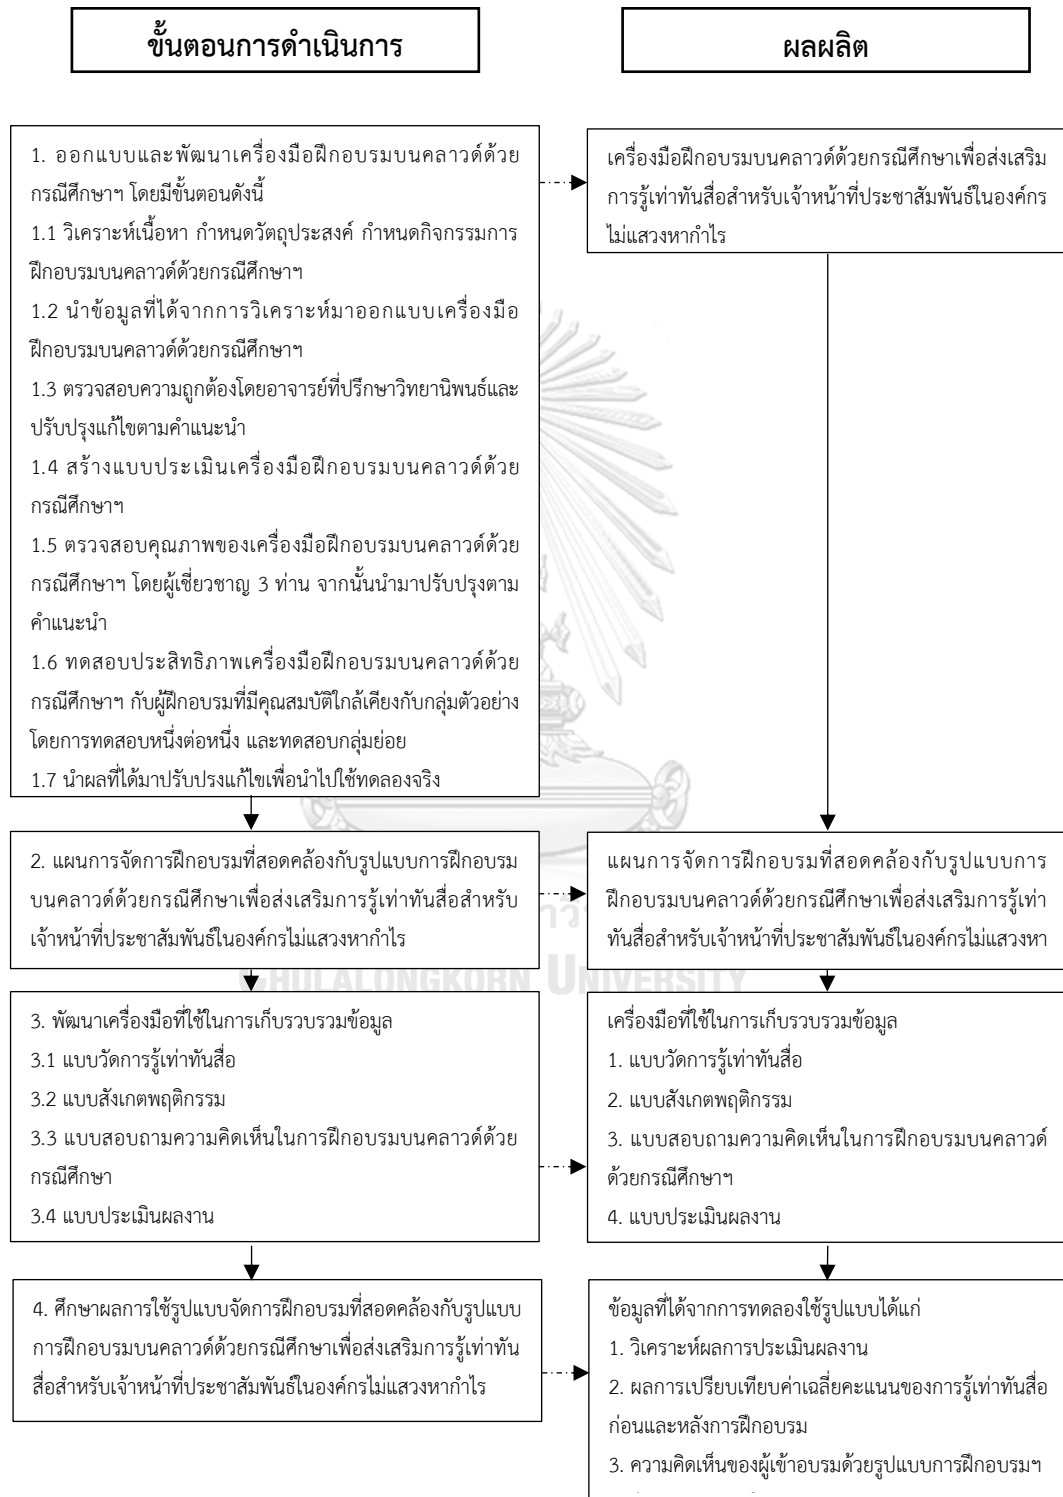 ขั้นตอนการดำเนินการ
ผลผลิต
1. ออกแบบและพัฒนาเครื่องมือฝึกอบรมบนคลาวด์ด้วย
กรณีศึกษาฯ โดยมีขั้นตอนดังนี้
1.1 วิเคราะห์เนื้อหา กำหนดวัตถุประสงค์ กำหนดกิจกรรมการ
ฝึกอบรมบนคลาวด์ด้วยกรณีศึกษาฯ
1.2 นำข้อมูลที่ได้จากการวิเคราะห์มาออกแบบเครื่องมือ
ฝึกอบรมบนคลาวด์ด้วยกรณีศึกษาฯ
1.3 ตรวจสอบความถูกต้องโดยอาจารย์ที่ปรึกษาวิทยานิพนธ์และ
ปรับปรุงแก้ไขตามคำแนะนำ
1.4 สร้างแบบประเมินเครื่องมือฝึกอบรมบนคลาวด์ด้วย
กรณีศึกษาฯ
1.5 ตรวจสอบคุณภาพของเครื่องมือฝึกอบรมบนคลาวด์ด้วย
กรณีศึกษาฯ โดยผู้เชี่ยวชาญ 3 ท่าน จากนั้นนำมาปรับปรุงตาม
คำแนะนำ
1.6 ทดสอบประสิทธิภาพเครื่องมือฝึกอบรมบนคลาวด์ด้วย
กรณีศึกษาฯ กับผู้ฝึกอบรมที่มีคุณสมบัติใกล้เคียงกับกลุ่มตัวอย่าง
โดยการทดสอบหนึ่งต่อหนึ่ง และทดสอบกลุ่มย่อย
1.7 นำผลที่ได้มาปรับปรุงแก้ไขเพื่อนำไปใช้ทดลองจริง
เครื่องมือฝึกอบรมบนคลาวด์ด้วยกรณีศึกษาเพื่อส่งเสริม
การรู้เท่าทันสื่อสำหรับเจ้าหน้าที่ประชาสัมพันธ์ในองค์กร
ไม่แสวงหากำไร
2. แผนการจัดการฝึกอบรมที่สอดคล้องกับรูปแบบการฝึกอบรม
บนคลาวด์ด้วยกรณีศึกษาเพื่อส่งเสริมการรู้เท่าทันสื่อสำหรับ
เจ้าหน้าที่ประชาสัมพันธ์ในองค์กรไม่แสวงหากำไร
แผนการจัดการฝึกอบรมที่สอดคล้องกับรูปแบบการ
ฝึกอบรมบนคลาวด์ด้วยกรณีศึกษาเพื่อส่งเสริมการรู้เท่า
ทันสื่อสำหรับเจ้าหน้าที่ประชาสัมพันธ์ในองค์กรไม่แสวงหา
CHULALONGKORN UNIVERSITY
3. พัฒนาเครื่องมือที่ใช้ในการเก็บรวบรวมข้อมูล
3.1 แบบวัดการรู้เท่าทันสื่อ
3.2 แบบสังเกตพฤติกรรม
3.3 แบบสอบถามความคิดเห็นในการฝึกอบรมบนคลาวด์ด้วย
กรณีศึกษา
3.4 แบบประเมินผลงาน
เครื่องมือที่ใช้ในการเก็บรวบรวมข้อมูล
1. แบบวัดการรู้เท่าทันสื่อ
2. แบบสังเกตพฤติกรรม
3. แบบสอบถามความคิดเห็นในการฝึกอบรมบนคลาวด์
ด้วยกรณีศึกษาฯ
4. แบบประเมินผลงาน
4. ศึกษาผลการใช้รูปแบบจัดการฝึกอบรมที่สอดคล้องกับรูปแบบ
การฝึกอบรมบนคลาวด์ด้วยกรณีศึกษาเพื่อส่งเสริมการรู้เท่าทัน
สื่อสำหรับเจ้าหน้าที่ประชาสัมพันธ์ในองค์กรไม่แสวงหากำไร
ข้อมูลที่ได้จากการทดลองใช้รูปแบบได้แก่
1. วิเคราะห์ผลการประเมินผลงาน
2. ผลการเปรียบเทียบค่าเฉลี่ยคะแนนของการรู้เท่าทันสื่อ
ก่อนและหลังการฝึกอบรม
3. ความคิดเห็นของผู้เข้าอบรมด้วยรูปแบบการฝึกอบรมฯ